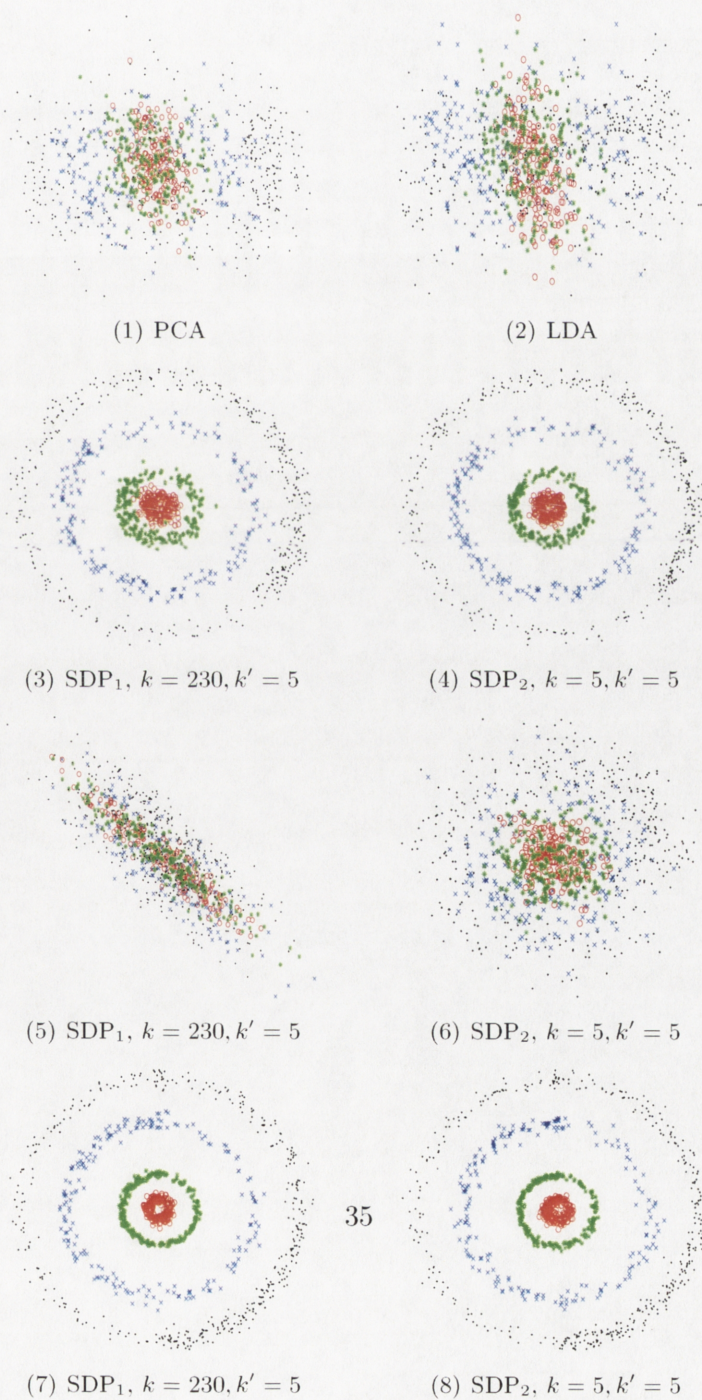 (1) PCA
(2) LDA
(3) SDP₁, k = 230, k′ = 5
(4) SDP₂, k = 5, k′ = 5
(5) SDP₁, k = 230, k′ = 5
(6) SDP₂, k = 5, k′ = 5
35
(7) SDP₁, k = 230, k′ = 5
(8) SDP₂, k = 5, k′ = 5